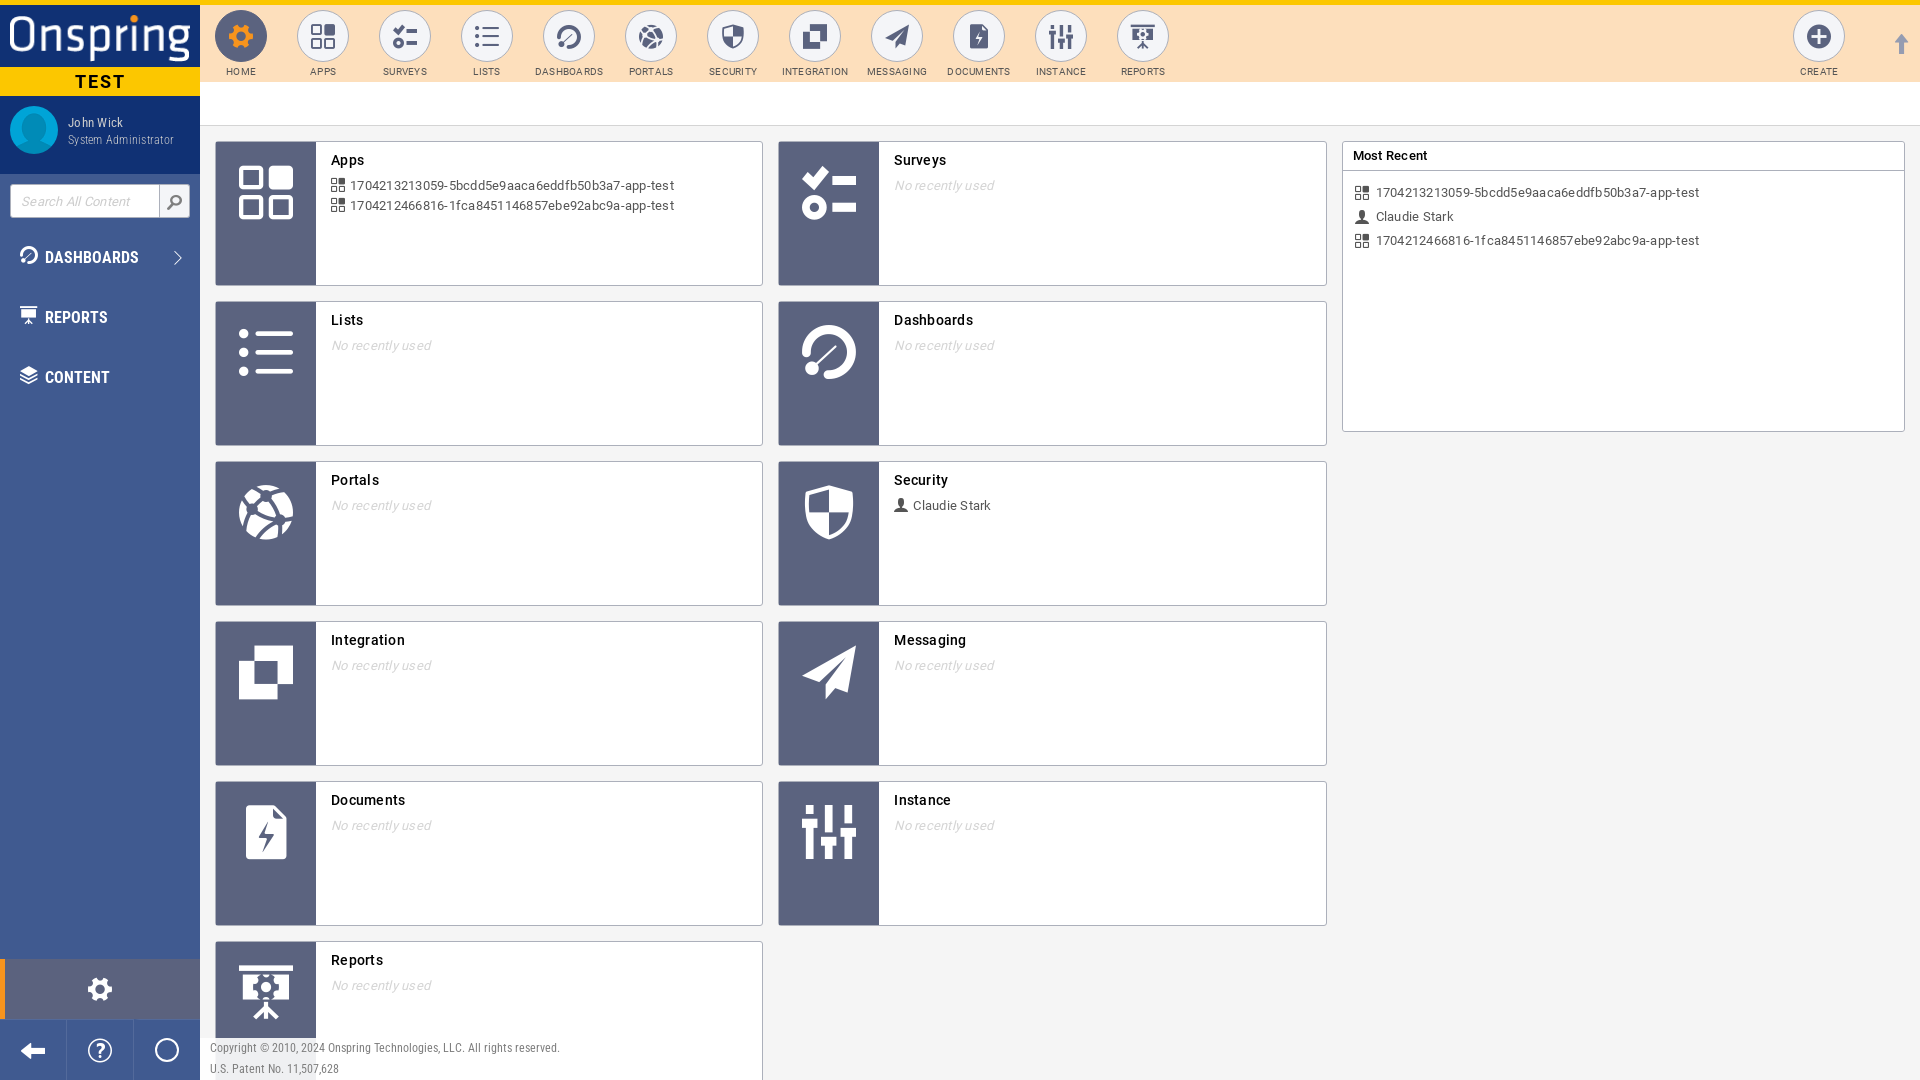 Onspring
TEST
John Wick
System Administrator
Search All Content
DASHBOARDS
REPORTS
CONTENT
HOME
APPS
SURVEYS
LISTS
DASHBOARDS
PORTALS
SECURITY
INTEGRATION
MESSAGING
DOCUMENTS
INSTANCE
REPORTS
CREATE
Apps
1704213213059-5bcdd5e9aaca6eddfb50b3a7-app-test
1704212466816-1fca8451146857ebe92abc9a-app-test
Surveys
No recently used
Most Recent
1704213213059-5bcdd5e9aaca6eddfb50b3a7-app-test
Claudie Stark
1704212466816-1fca8451146857ebe92abc9a-app-test
Lists
No recently used
Dashboards
No recently used
Portals
No recently used
Security
Claudie Stark
Integration
No recently used
Messaging
No recently used
Documents
No recently used
Instance
No recently used
Reports
No recently used
Copyright © 2010, 2024 Onspring Technologies, LLC. All rights reserved.
U.S. Patent No. 11,507,628